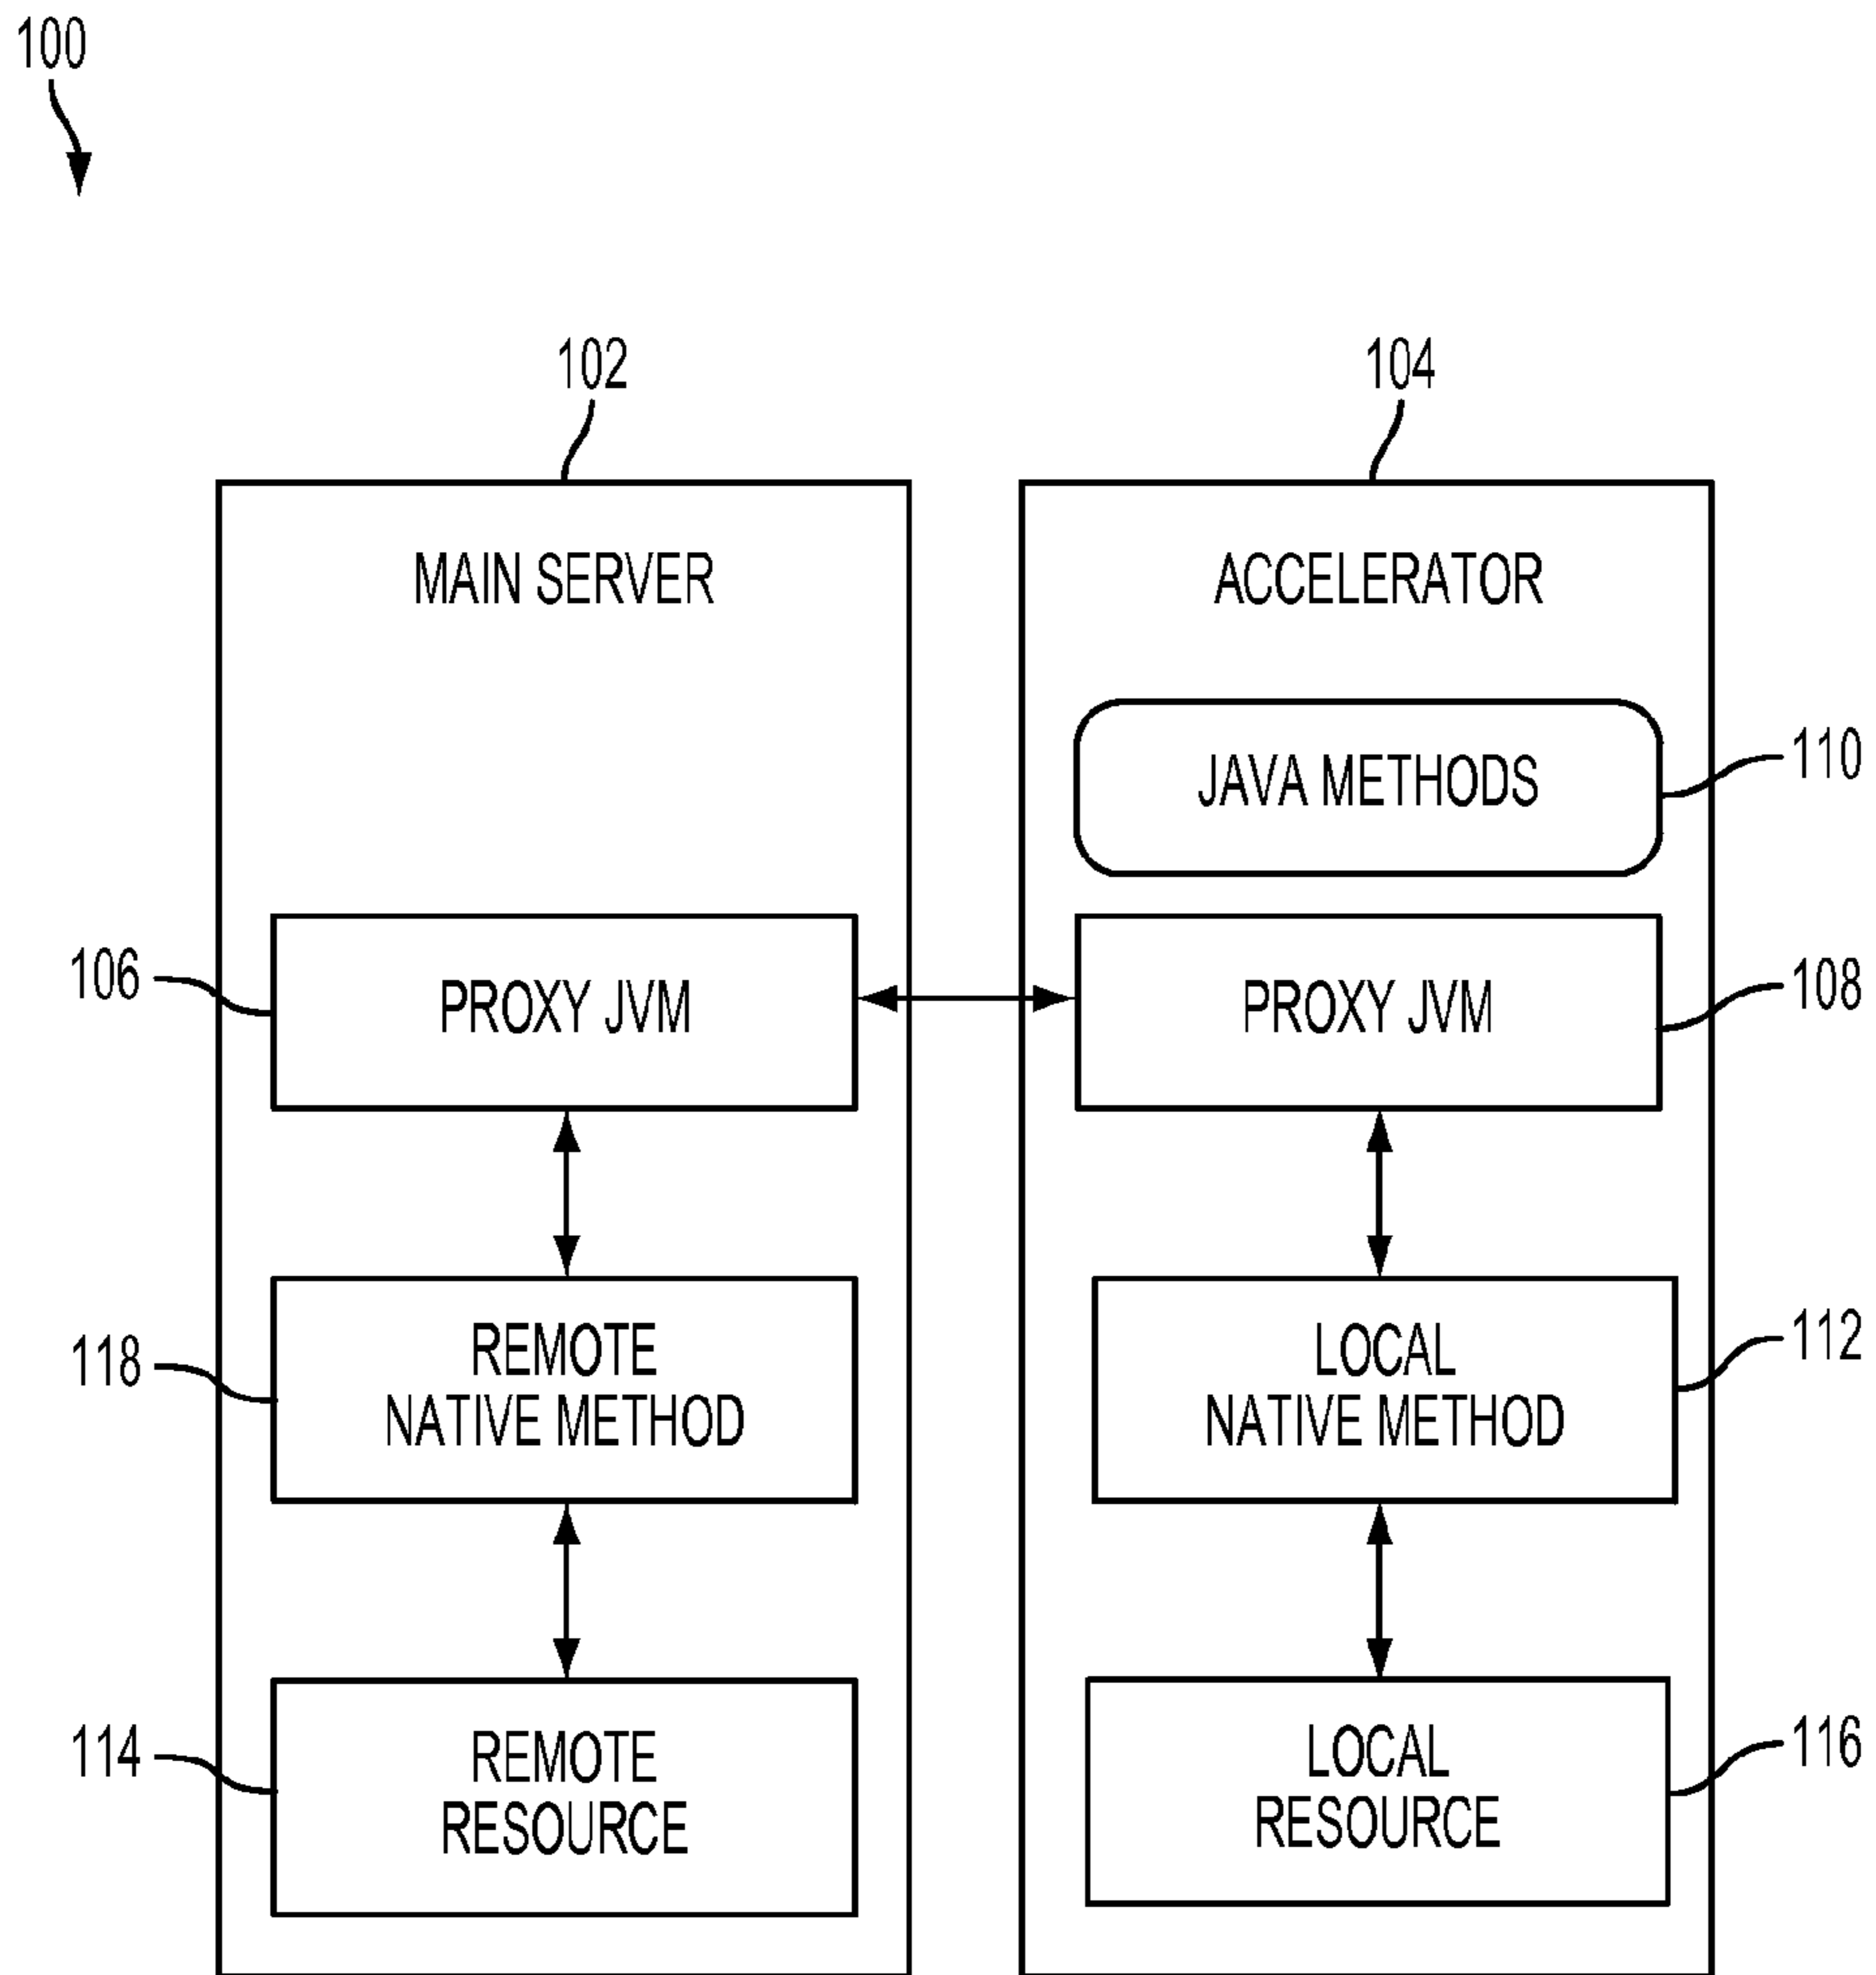 100
102
104
MAIN SERVER
ACCELERATOR
JAVA METHODS
110
106
PROXY JVM
PROXY JVM
108
118
REMOTE
NATIVE METHOD
LOCAL
NATIVE METHOD
112
114
REMOTE
RESOURCE
LOCAL
RESOURCE
116